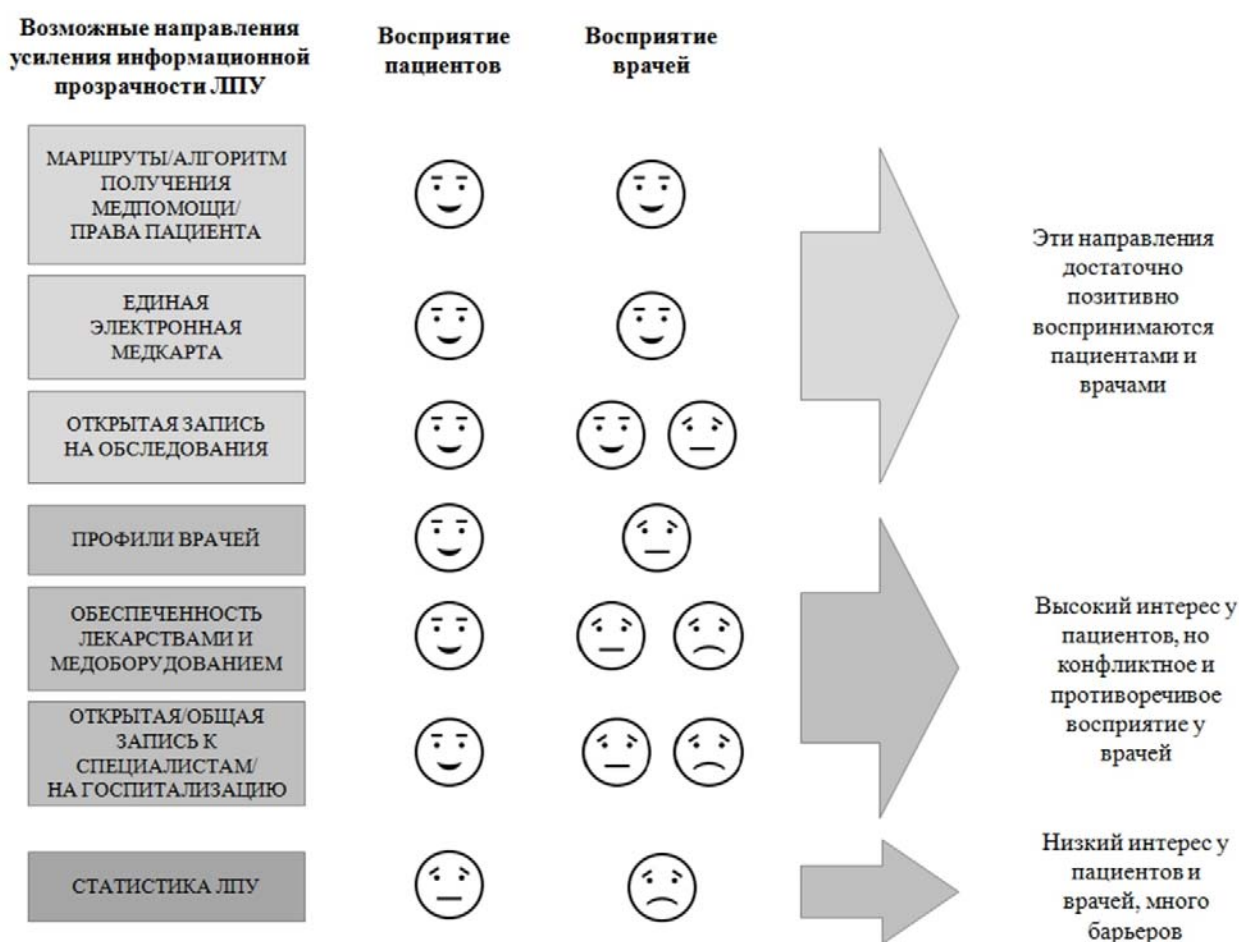 Возможные направления
усиления информационной
прозрачности ЛПУ
Восприятие
пациентов
Восприятие
врачей
МАРШРУТЫ/АЛГОРИТМ
ПОЛУЧЕНИЯ
МЕДПОМОЩИ/
ПРАВА ПАЦИЕНТА
ЕДИНАЯ
ЭЛЕКТРОННАЯ
МЕДКАРТА
ОТКРЫТАЯ ЗАПИСЬ
НА ОБСЛЕДОВАНИЯ
Эти направления
достаточно
позитивно
воспринимаются
пациентами и
врачами
ПРОФИЛИ ВРАЧЕЙ
ОБЕСПЕЧЕННОСТЬ
ЛЕКАРСТВАМИ И
МЕДОБОРУДОВАНИЕМ
ОТКРЫТАЯ/ОБЩАЯ
ЗАПИСЬ К
СПЕЦИАЛИСТАМ/
НА ГОСПИТАЛИЗАЦИЮ
Высокий интерес у
пациентов, но
конфликтное и
противоречивое
восприятие у
врачей
СТАТИСТИКА ЛПУ
Низкий интерес у
пациентов и
врачей, много
барьеров